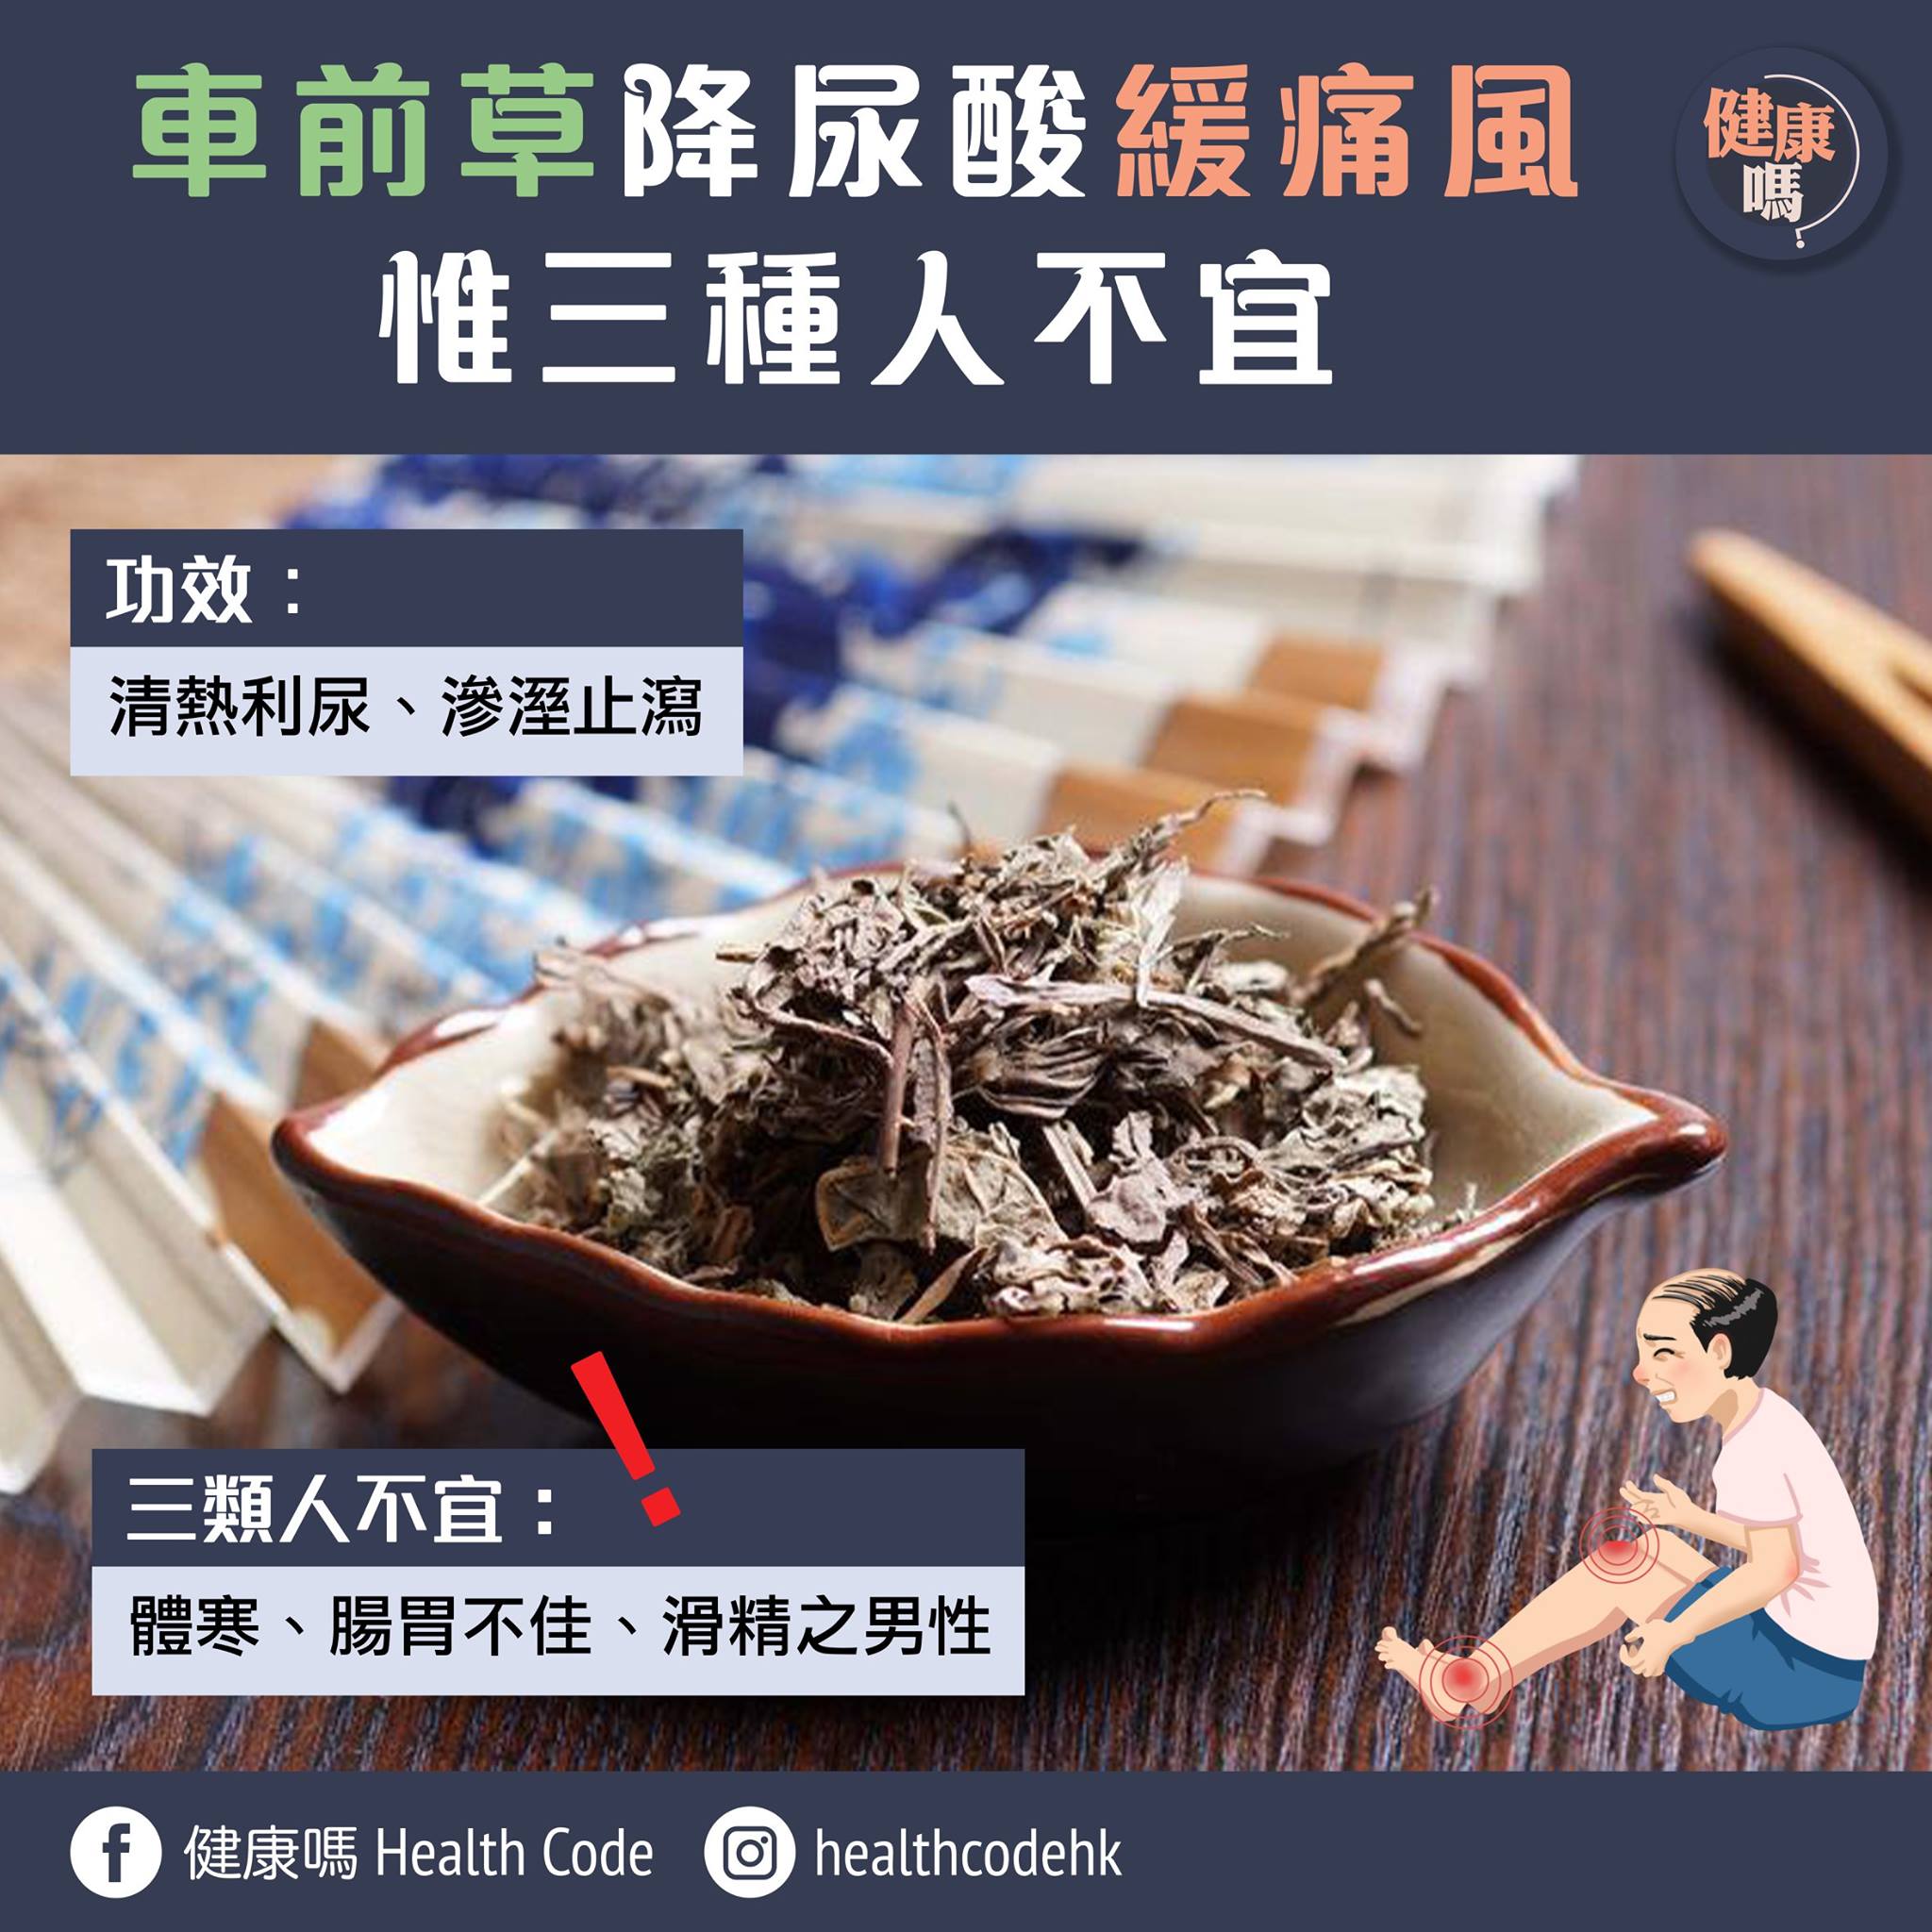 車前草降尿酸緩痛風
健康
嗎?
惟三種人不宜
功效：
清熱利尿、滲溼止瀉
三類人不宜：!
體寒、腸胃不佳、滑精之男性
健康嗎 Health Code
healthcodehk